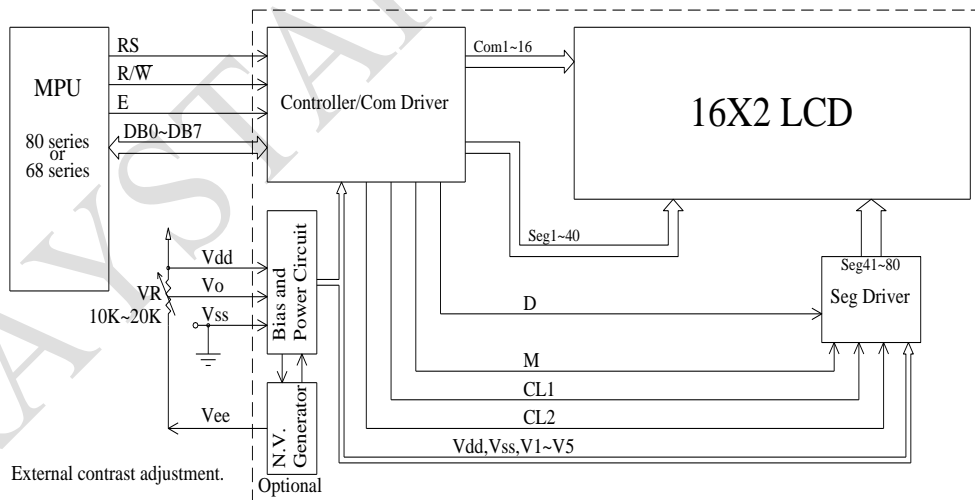 RS
R/W̅
E
DB0~DB7
MPU
80 series
or
68 series
Controller/Com Driver
Com1~16
16X2 LCD
Seg1~40
Seg41~80
Seg Driver
Vdd
Vo
Vss
VR
10K~20K
Bias and
Power Circuit
D
M
CL1
CL2
Vdd,Vss,V1~V5
Vee
N.V.
Generator
Optional
External contrast adjustment.